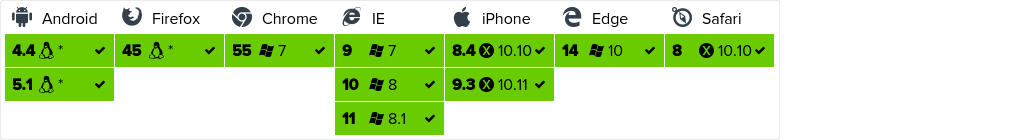 Android Firefox Chrome IE iPhone Edge Safari
4.4 * 45 * 55 7 9 7 8.4 10.10 14 10 8 10.10
5.1 * 10 8 9.3 10.11
11 8.1